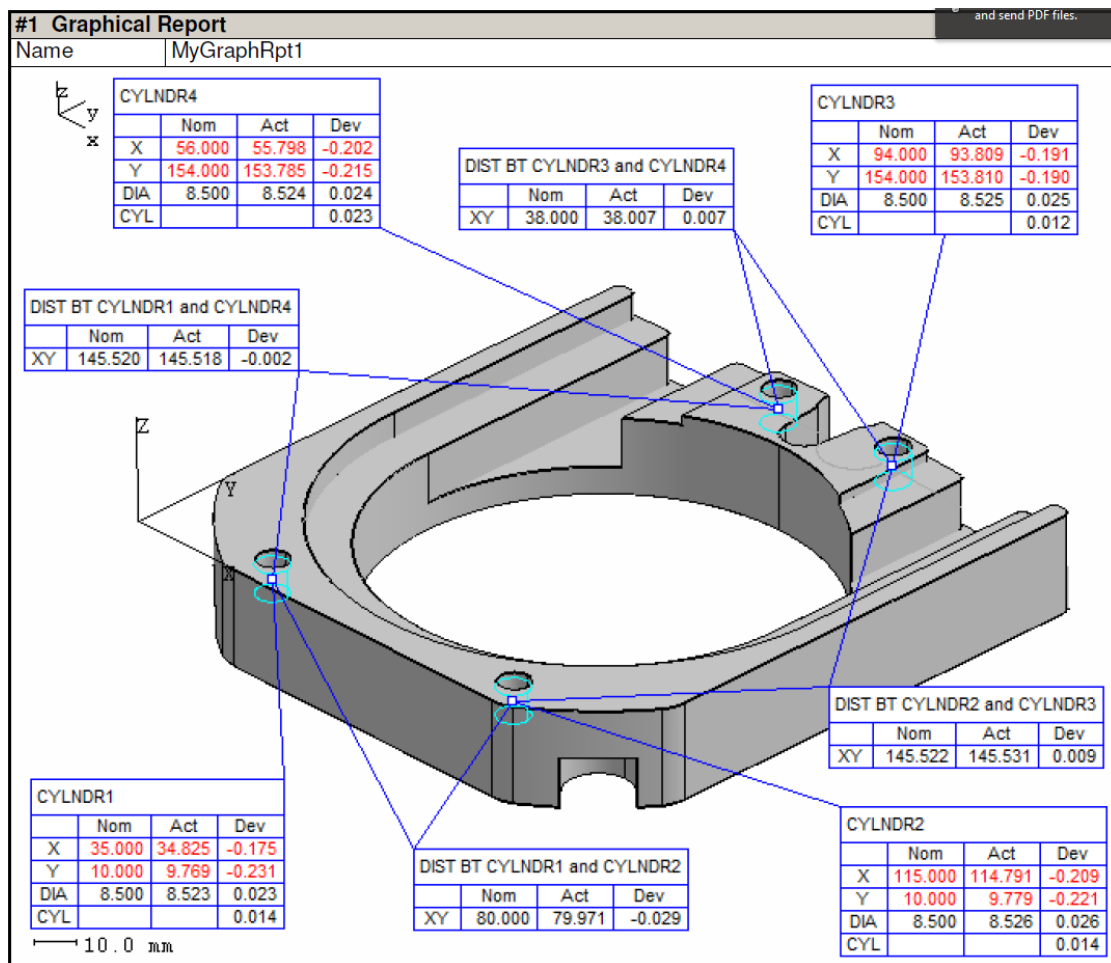 #1 Graphical Report
and send PDF files.
Name MyGraphRpt1
z
y
x
CYLNDR4
Nom Act Dev
X 56.000 55.798 -0.202
Y 154.000 153.785 -0.215
DIA 8.500 8.524 0.024
CYL 0.023
DIST BT CYLNDR3 and CYLNDR4
Nom Act Dev
XY 38.000 38.007 0.007
CYLNDR3
Nom Act Dev
X 94.000 93.809 -0.191
Y 154.000 153.810 -0.190
DIA 8.500 8.525 0.025
CYL 0.012
DIST BT CYLNDR1 and CYLNDR4
Nom Act Dev
XY 145.520 145.518 -0.002
Z
Y
X
DIST BT CYLNDR2 and CYLNDR3
Nom Act Dev
XY 145.522 145.531 0.009
CYLNDR1
Nom Act Dev
X 35.000 34.825 -0.175
Y 10.000 9.769 -0.231
DIA 8.500 8.523 0.023
CYL 0.014
DIST BT CYLNDR1 and CYLNDR2
Nom Act Dev
XY 80.000 79.971 -0.029
CYLNDR2
Nom Act Dev
X 115.000 114.791 -0.209
Y 10.000 9.779 -0.221
DIA 8.500 8.526 0.026
CYL 0.014
10.0 mm